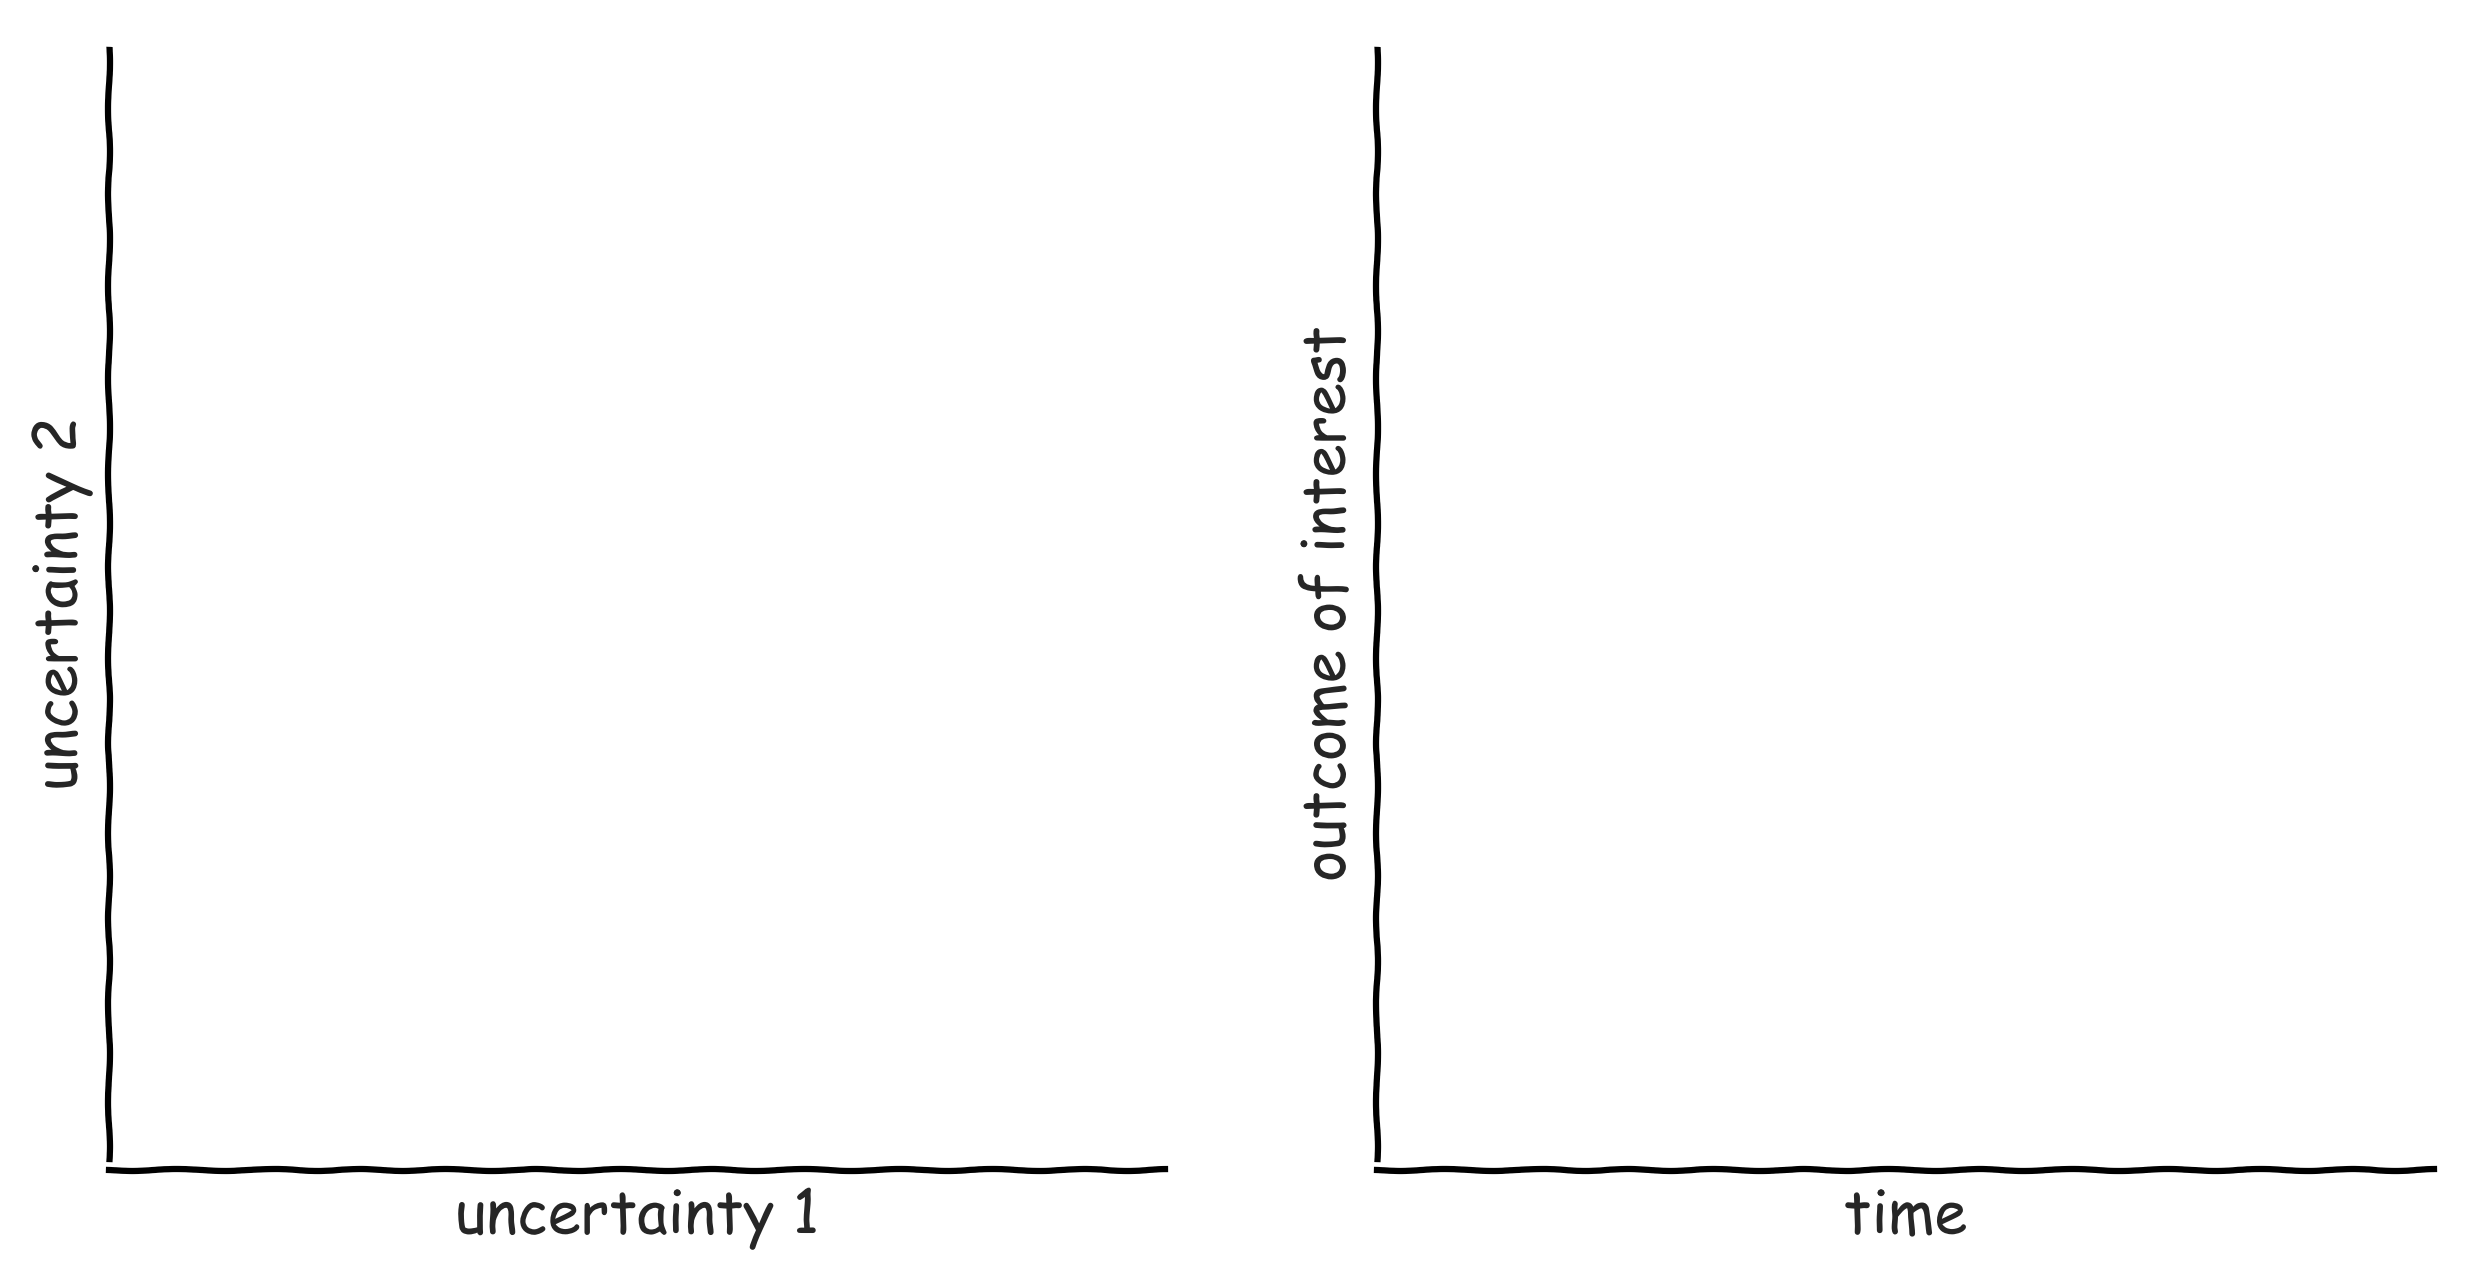 uncertainty 2
uncertainty 1
outcome of interest
time